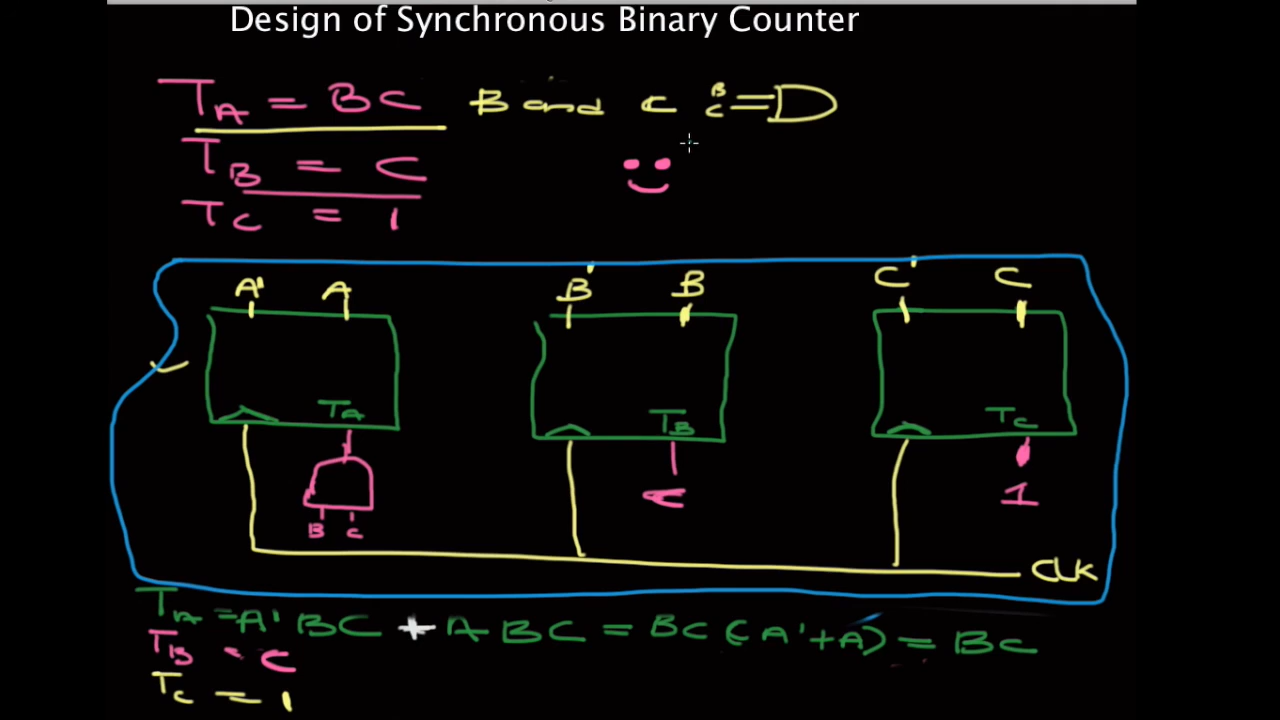 Design of Synchronous Binary Counter
TA = BC B and C B C
TB = C
TC = 1
A' A B' B C' C
TA TB TC
C 1
B C
CLK
TA = A'BC + ABC = BC(A'+A) = BC
TB = C
TC = 1